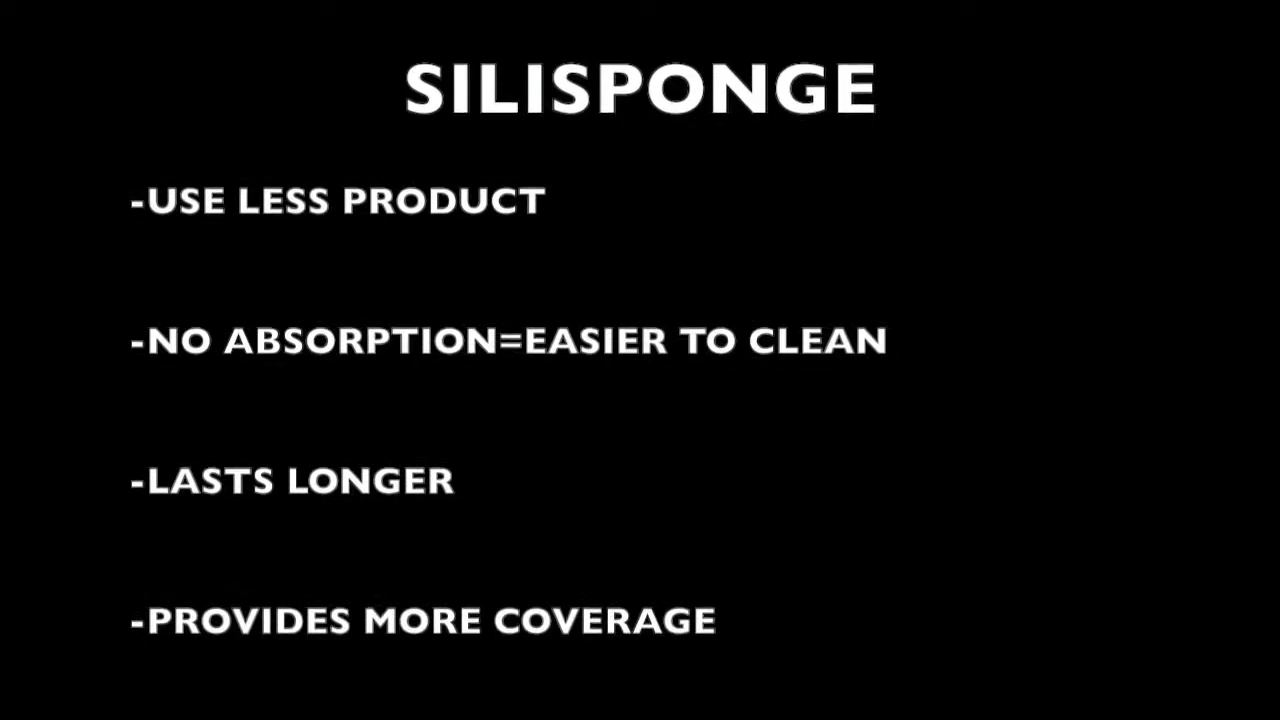 SILISPONGE
-USE LESS PRODUCT
-NO ABSORPTION=EASIER TO CLEAN
-LASTS LONGER
-PROVIDES MORE COVERAGE